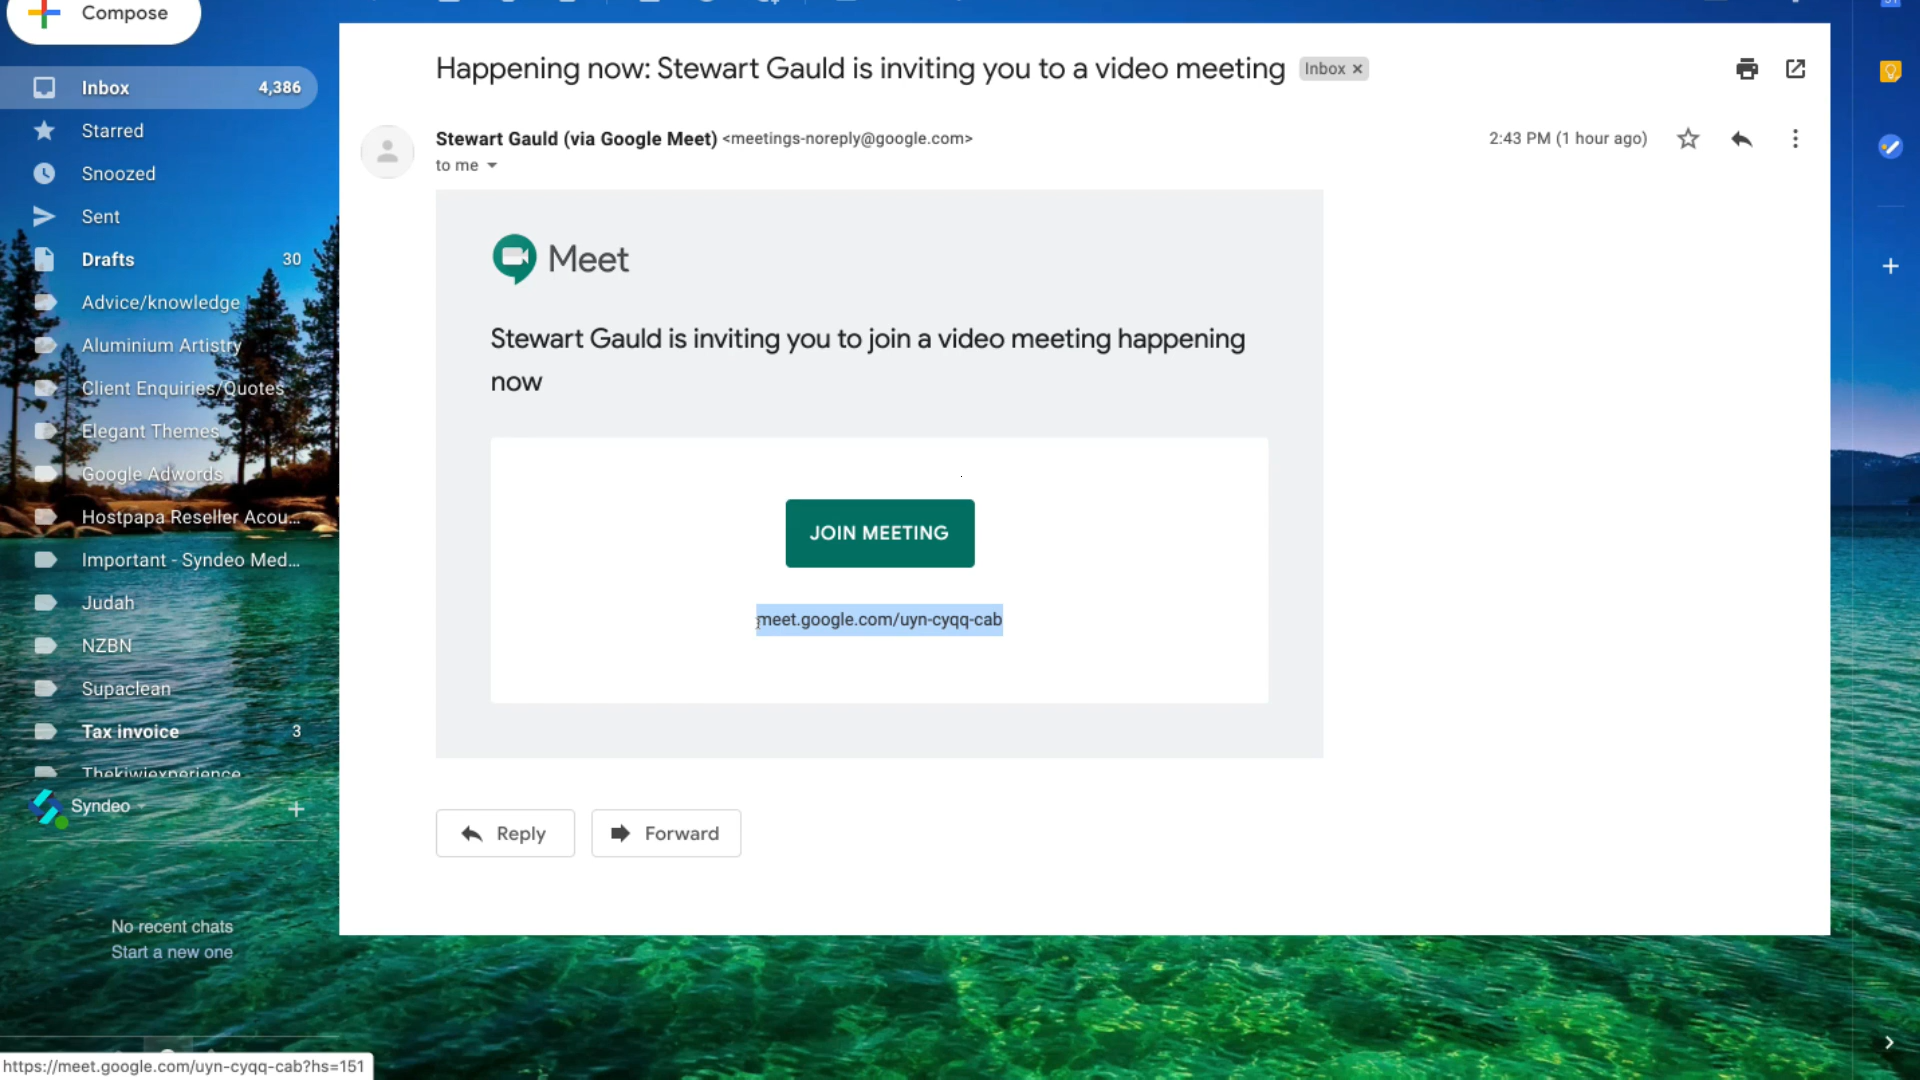 Compose
Happening now: Stewart Gauld is inviting you to a video meeting Inbox ×
Inbox 4,386
Starred
Stewart Gauld (via Google Meet) <meetings-noreply@google.com> 2:43 PM (1 hour ago)
to me
Snoozed
Sent
Drafts 30
Advice/knowledge
Aluminium Artistry
Client Enquiries/Quotes
Elegant Themes
Google Adwords
Hostpapa Reseller Acou...
Important - Syndeo Med...
Judah
NZBN
Supaclean
Tax invoice 3
Thekiwiexperience
Syndeo
No recent chats
Start a new one
Meet
Stewart Gauld is inviting you to join a video meeting happening
now
JOIN MEETING
meet.google.com/uyn-cyqq-cab
Reply
Forward
https://meet.google.com/uyn-cyqq-cab?hs=151